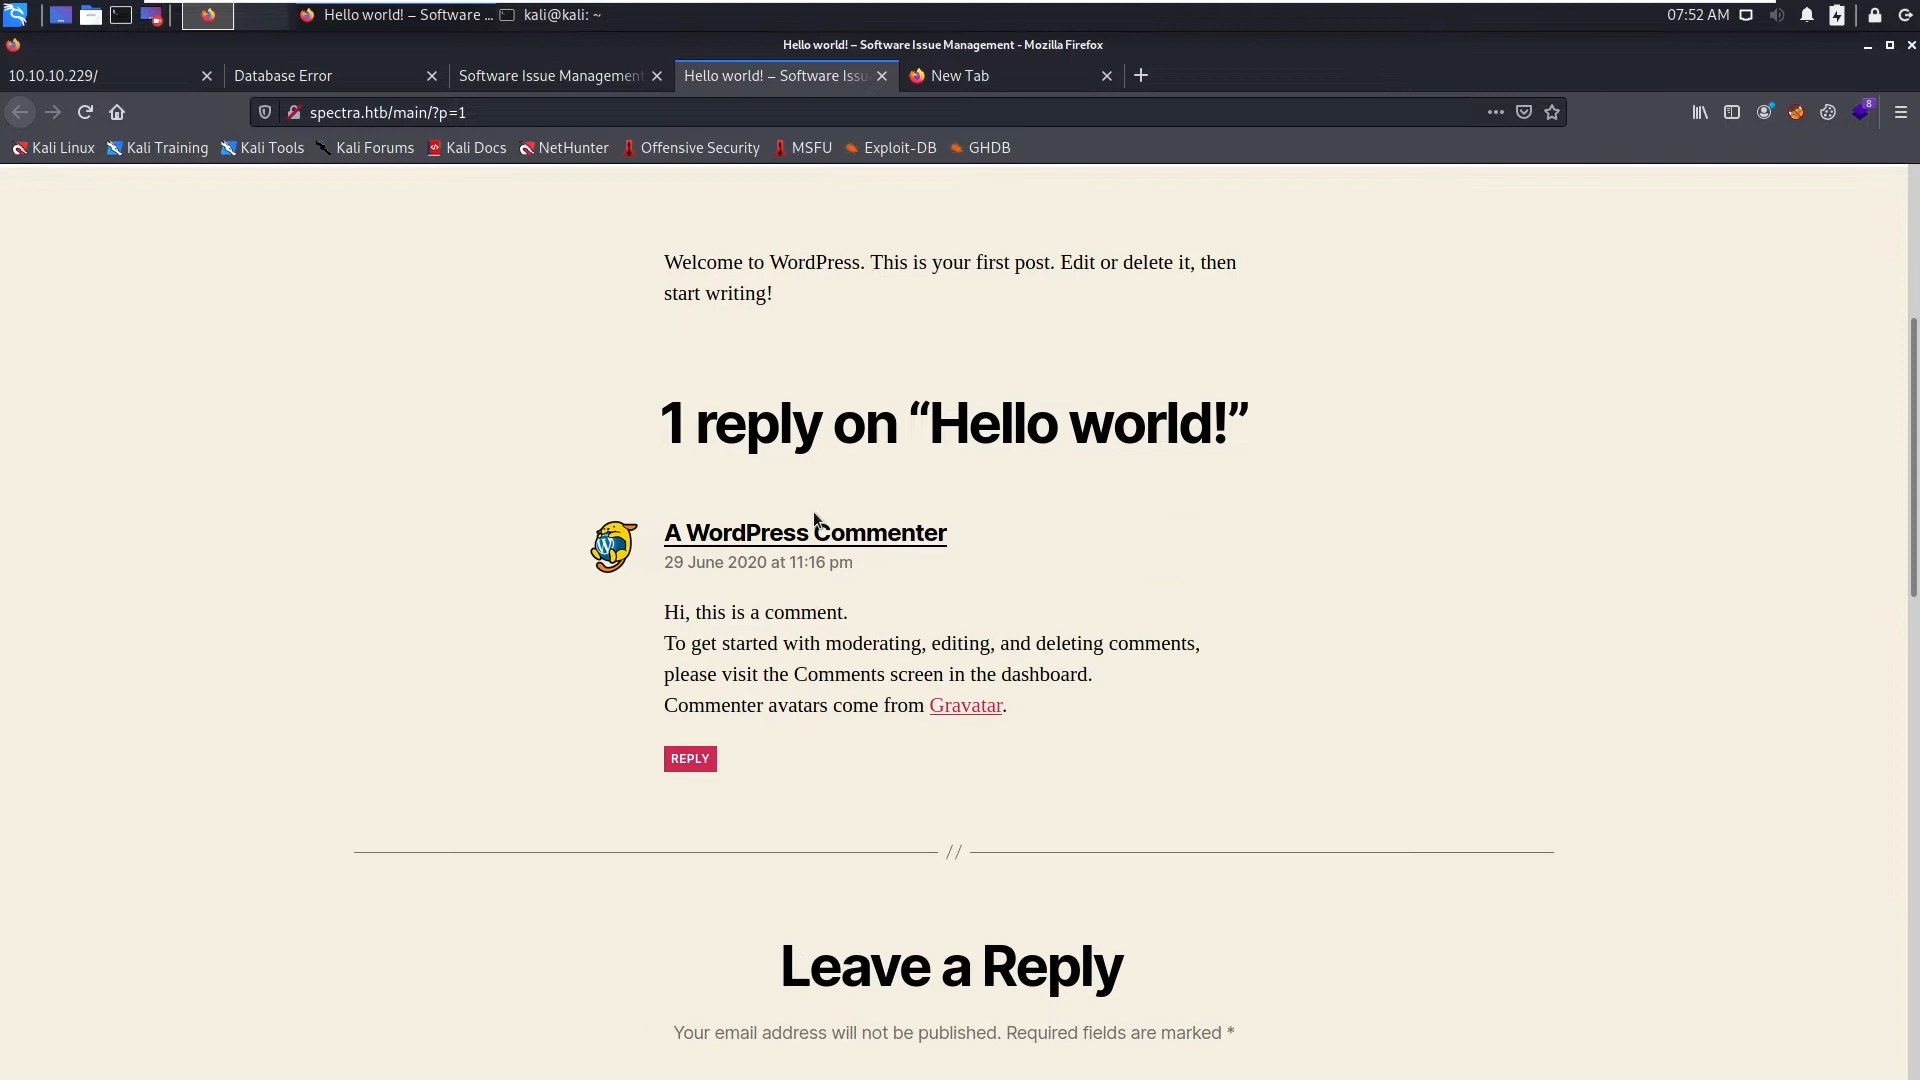 Hello world! – Software ...
kali@kali: ~
07:52 AM
Hello world! – Software Issue Management - Mozilla Firefox
10.10.10.229/
Database Error
Software Issue Management
Hello world! – Software Issu
New Tab
spectra.htb/main/?p=1
8
Kali Linux
Kali Training
Kali Tools
Kali Forums
Kali Docs
NetHunter
Offensive Security
MSFU
Exploit-DB
GHDB
Welcome to WordPress. This is your first post. Edit or delete it, then
start writing!
1 reply on “Hello world!”
A WordPress Commenter
29 June 2020 at 11:16 pm
Hi, this is a comment.
To get started with moderating, editing, and deleting comments,
please visit the Comments screen in the dashboard.
Commenter avatars come from Gravatar.
REPLY
//
Leave a Reply
Your email address will not be published. Required fields are marked *